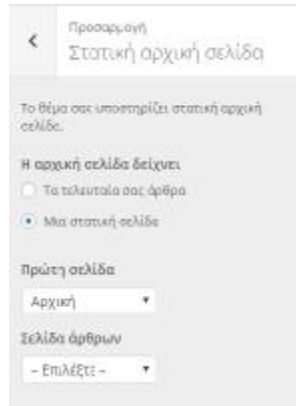 Προσαρμογή
Στατική αρχική σελίδα
Το θέμα σας υποστηρίζει στατική αρχική
σελίδα.
Η αρχική σελίδα δείχνει
Τα τελευταία σας άρθρα
Μια στατική σελίδα
Πρώτη σελίδα
Αρχική
Σελίδα άρθρων
– Επιλέξτε –